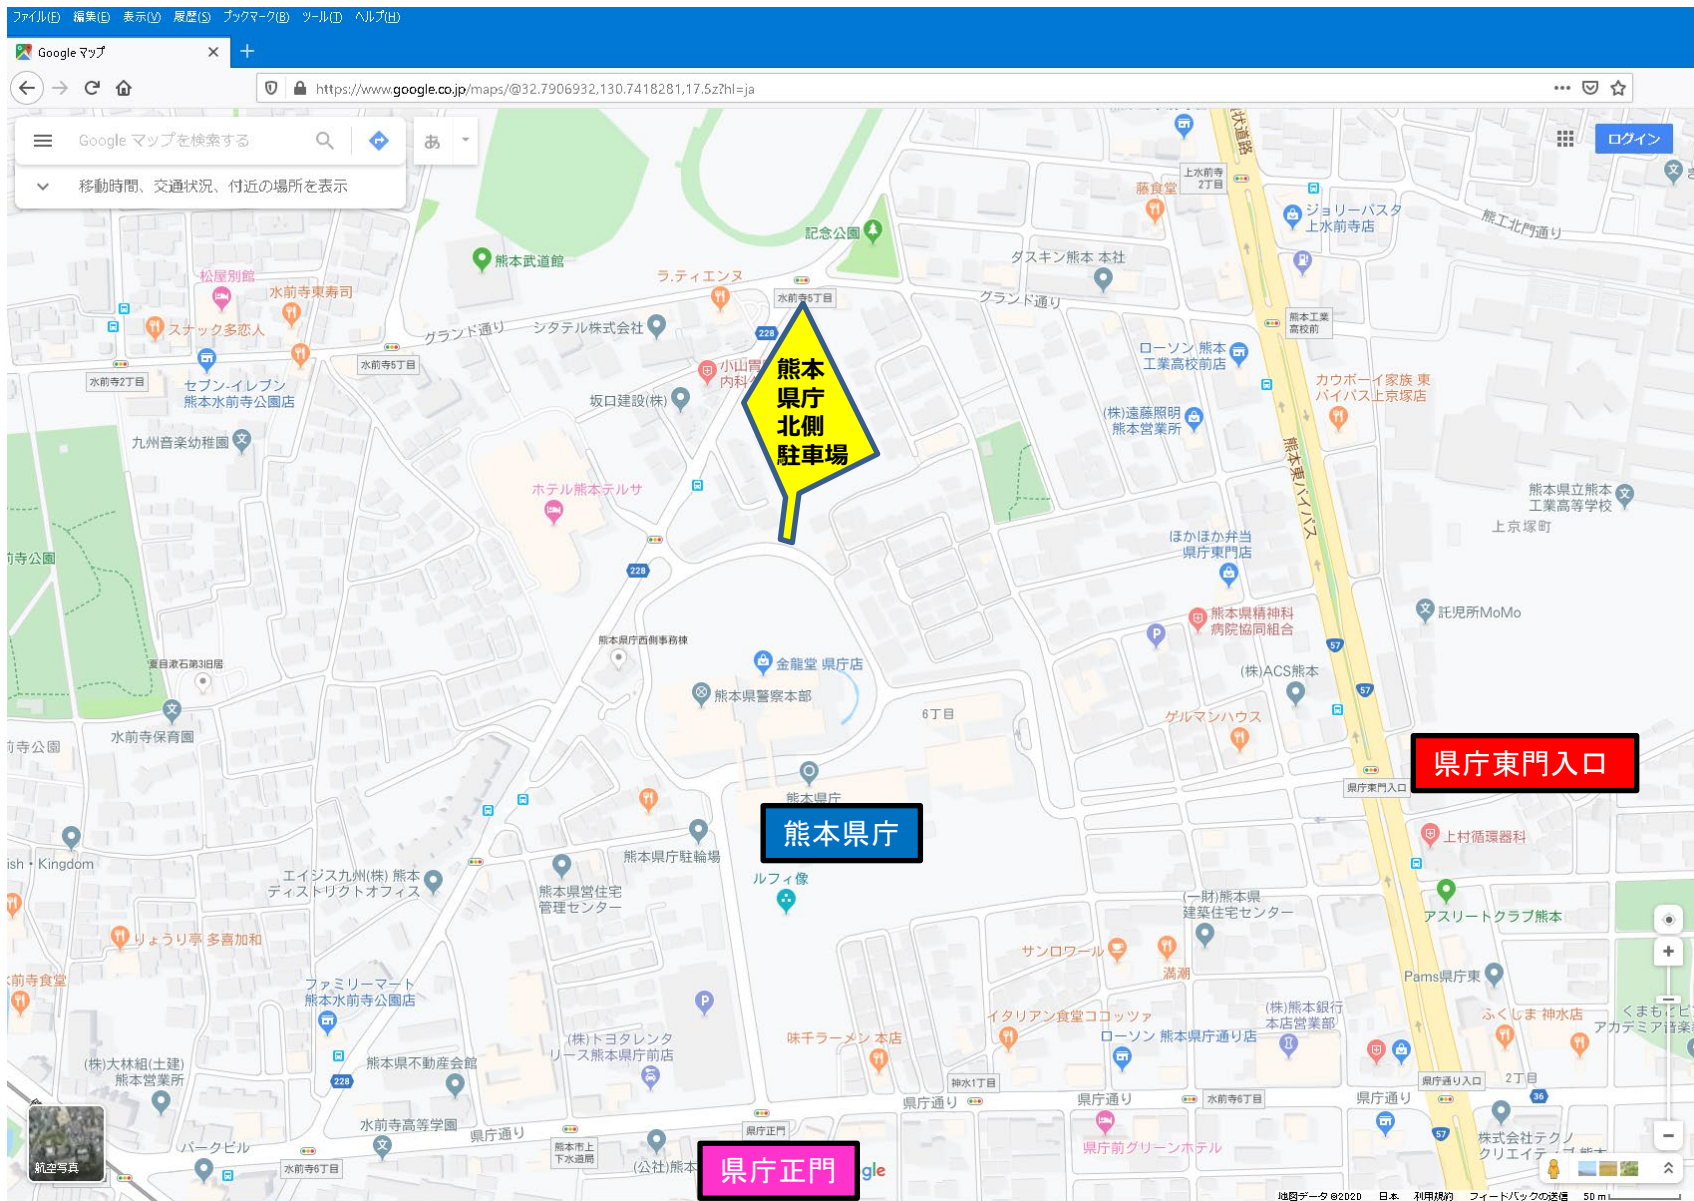 ファイル(F) 編集(E) 表示(V) 履歴(S) ブックマーク(B) ツール(T) ヘルプ(H)
Google マップ
https://www.google.co.jp/maps/@32.7906932,130.7418281,17.5z?hl=ja
Google マップを検索する
あ
ログイン
移動時間、交通状況、付近の場所を表示
上水前寺
2丁目
藤食堂
ジョリーパスタ
上水前寺店
熊工北門通り
記念公園
熊本武道館
ダスキン熊本 本社
松屋別館
水前寺東寿司
ラ.ティエンヌ
水前寺5丁目
グランド通り
スナック多恋人
グランド通り
シタテル株式会社
228
熊本工業
高校前
水前寺2丁目
水前寺5丁目
セブン-イレブン
熊本水前寺公園店
ローソン 熊本
工業高校前店
カウボーイ家族 東
バイパス上京塚店
熊本
県庁
北側
駐車場
坂口建設(株)
(株)遠藤照明
熊本営業所
九州音楽幼稚園
熊本東バイパス
ホテル熊本テルサ
熊本県立熊本
工業高等学校
上京塚町
ほかほか弁当
県庁東門店
228
熊本県精神科
病院協同組合
託児所MoMo
57
熊本県庁西側事務棟
夏目漱石第3旧居
金龍堂 県庁店
(株)ACS熊本
57
熊本県警察本部
6丁目
ゲルマンハウス
水前寺保育園
県庁東門入口
県庁東門入口
熊本県庁
熊本県庁
上村循環器科
熊本県庁駐輪場
エイジス九州(株) 熊本
ディストリクトオフィス
熊本県営住宅
管理センター
ルフィ像
(一財)熊本県
建築住宅センター
アスリートクラブ熊本
りょうり亭 多喜加和
サンロワール
満潮
Pams県庁東
ファミリーマート
熊本水前寺公園店
イタリアン食堂ココッツァ
(株)熊本銀行
本店営業部
ふくしま 神水店
(株)トヨタレンタ
リース熊本県庁前店
味千ラーメン 本店
ローソン 熊本県庁通り店
(株)大林組(土建)
熊本営業所
熊本県不動産会館
228
神水1丁目
県庁通り入口
2丁目
県庁通り
県庁通り
水前寺6丁目
県庁通り
36
水前寺高等学園
県庁通り
県庁正門
57
パークビル
熊本市上
下水道局
県庁前グリーンホテル
株式会社テクノ
航空写真
水前寺6丁目
(公社)熊本
県庁正門
地図データ ©2020 日本 利用規約 フィードバックの送信 50 m